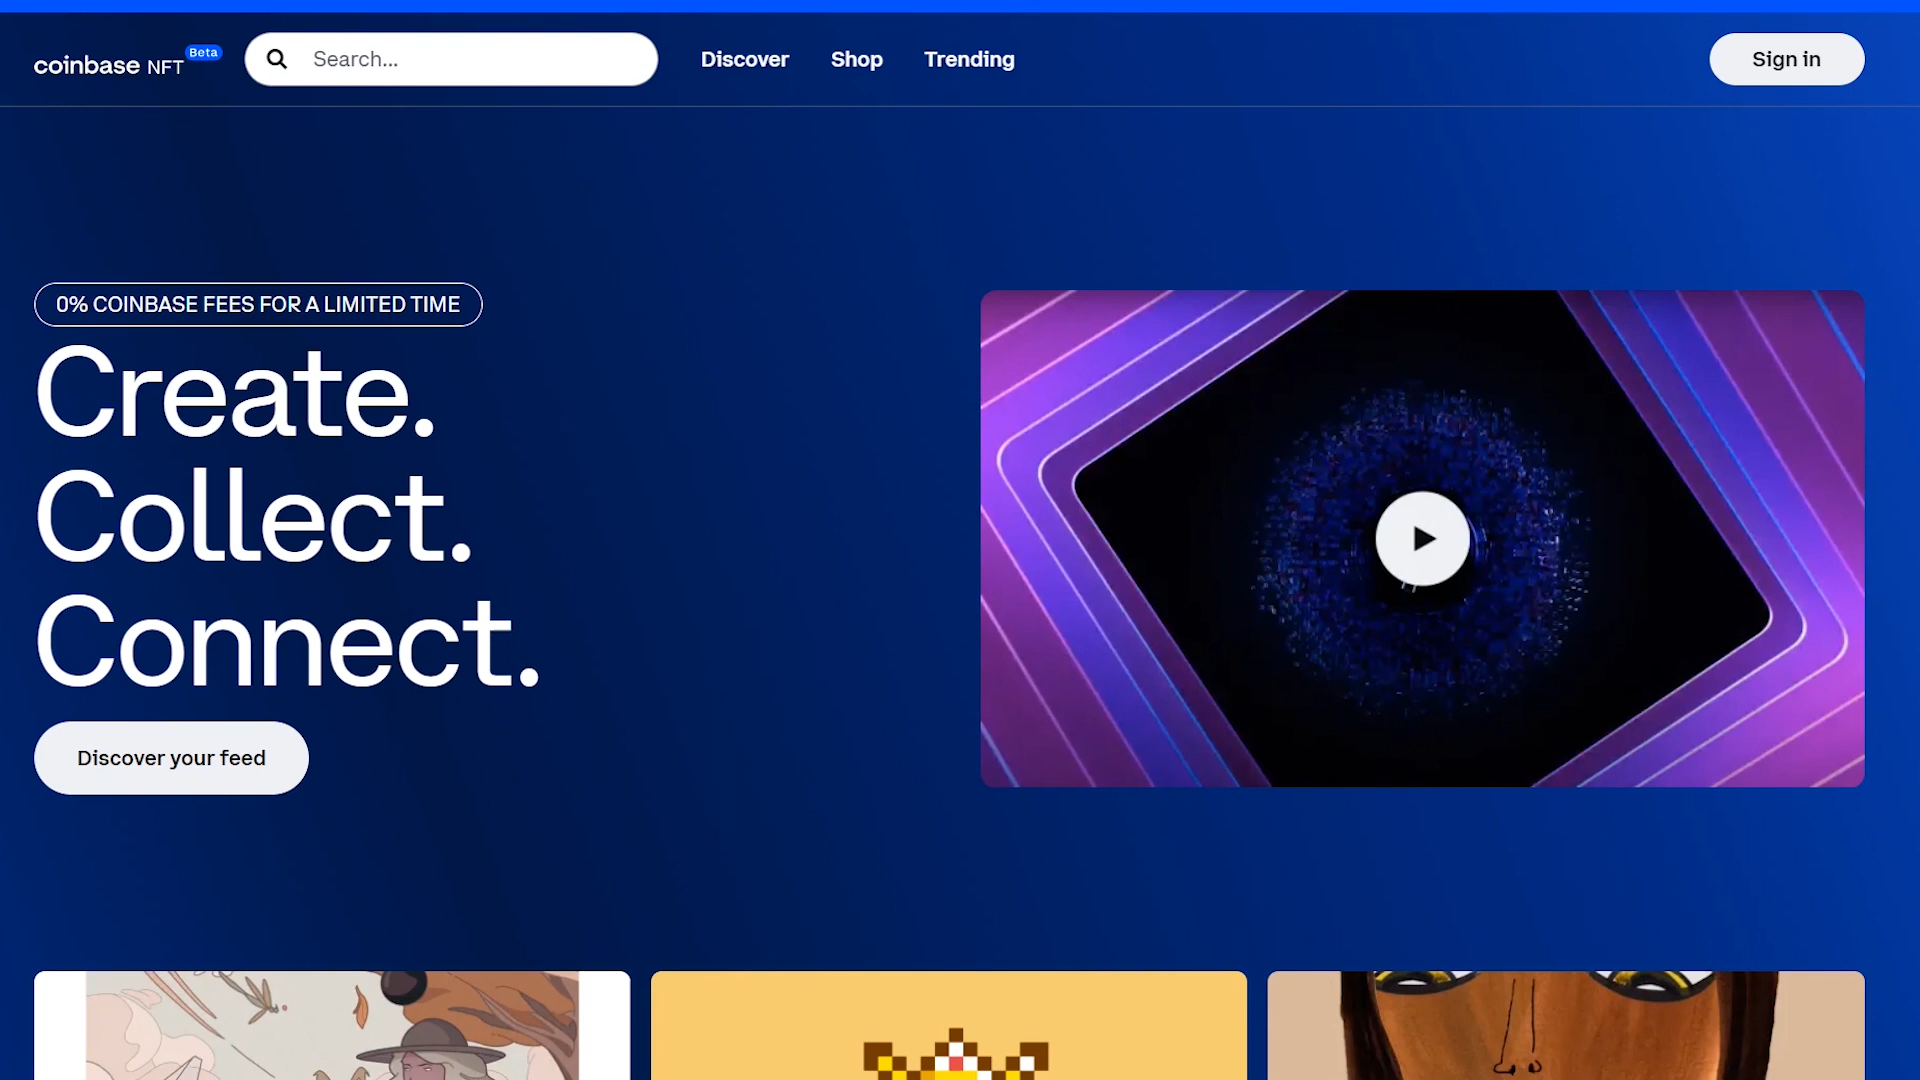 coinbase NFT Beta
Search...
Discover
Shop
Trending
Sign in
0% COINBASE FEES FOR A LIMITED TIME
Create.
Collect.
Connect.
Discover your feed